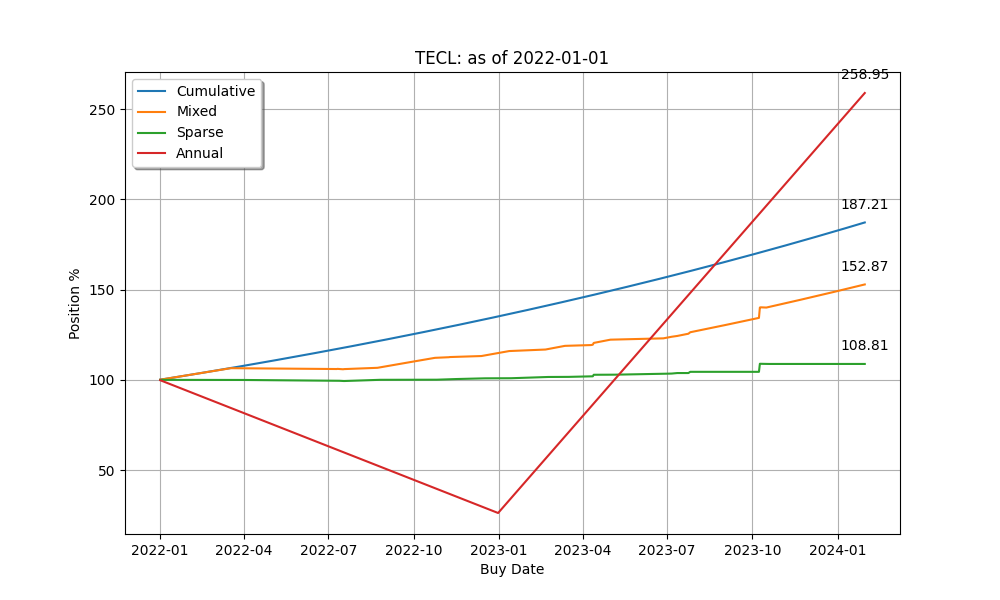 TECL: as of 2022-01-01
258.95
Cumulative
Mixed
Sparse
Annual
250
200
187.21
152.87
150
108.81
100
50
Position %
2022-01 2022-04 2022-07 2022-10 2023-01 2023-04 2023-07 2023-10 2024-01
Buy Date